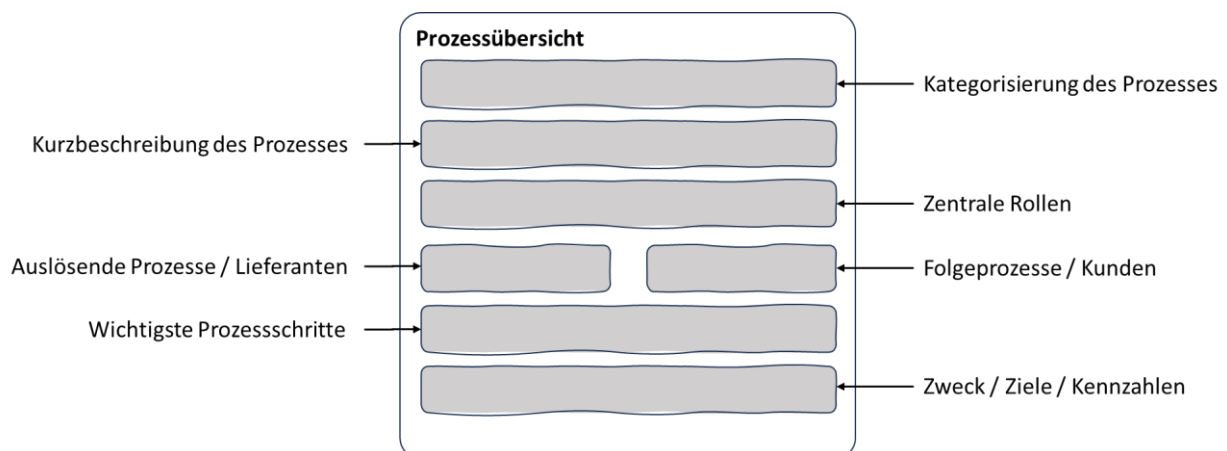 Prozessübersicht
Kategorisierung des Prozesses
Kurzbeschreibung des Prozesses
Zentrale Rollen
Auslösende Prozesse / Lieferanten
Folgeprozesse / Kunden
Wichtigste Prozessschritte
Zweck / Ziele / Kennzahlen